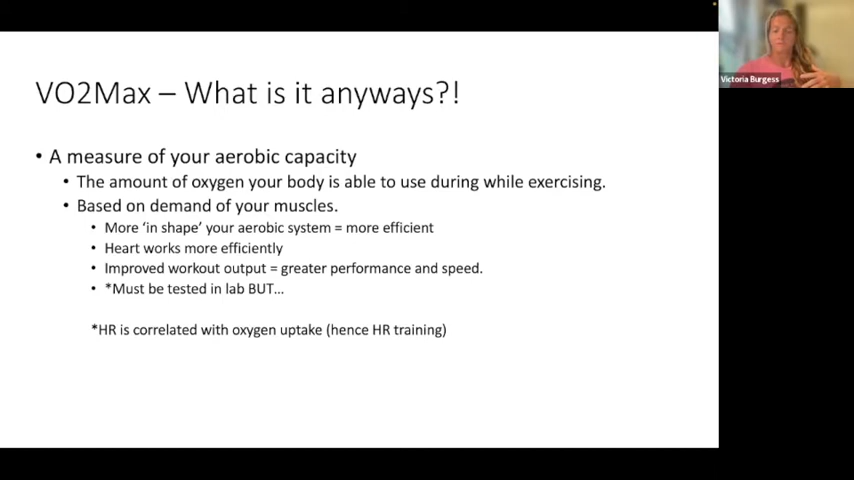 VO2Max – What is it anyways?!
• A measure of your aerobic capacity
• The amount of oxygen your body is able to use during while exercising.
• Based on demand of your muscles.
• More ‘in shape’ your aerobic system = more efficient
• Heart works more efficiently
• Improved workout output = greater performance and speed.
• *Must be tested in lab BUT…
*HR is correlated with oxygen uptake (hence HR training)
Victoria Burgess